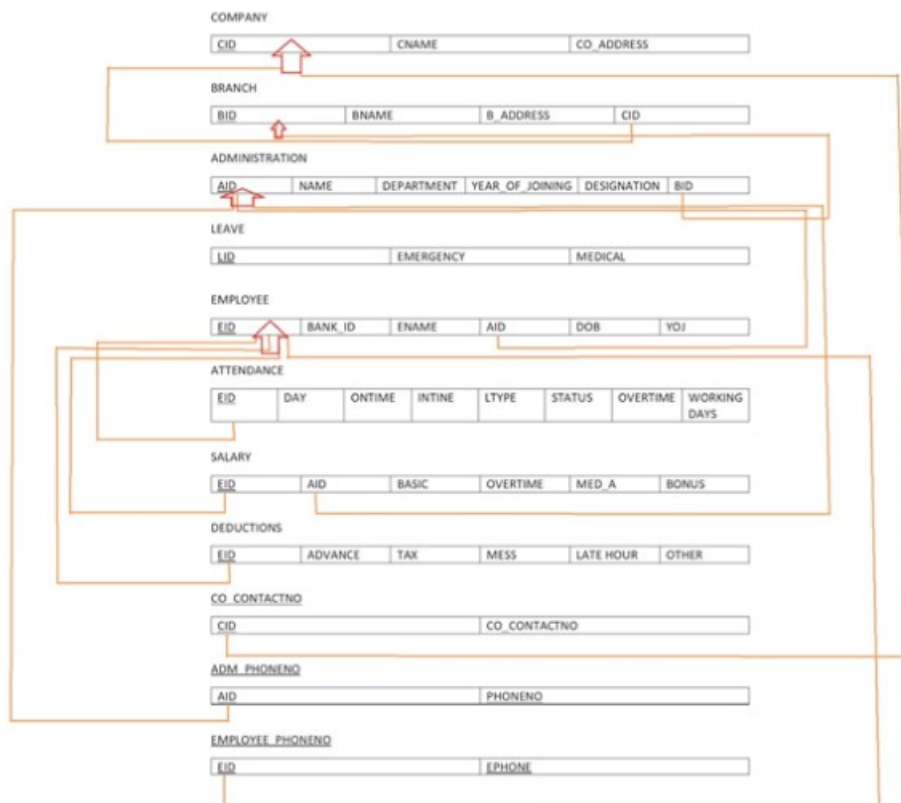 COMPANY
CID CNAME CO_ADDRESS
BRANCH
BID BNAME B_ADDRESS CID
ADMINISTRATION
AID NAME DEPARTMENT YEAR_OF_JOINING DESIGNATION BID
LEAVE
LID EMERGENCY MEDICAL
EMPLOYEE
EID BANK_ID ENAME AID DOB YOJ
ATTENDANCE
EID DAY ONTIME INTINE LTYPE STATUS OVERTIME WORKING
DAYS
SALARY
EID AID BASIC OVERTIME MED_A BONUS
DEDUCTIONS
EID ADVANCE TAX MESS LATE HOUR OTHER
CO_CONTACTNO
CID CO_CONTACTNO
ADM_PHONENO
AID PHONENO
EMPLOYEE_PHONENO
EID EPHONE